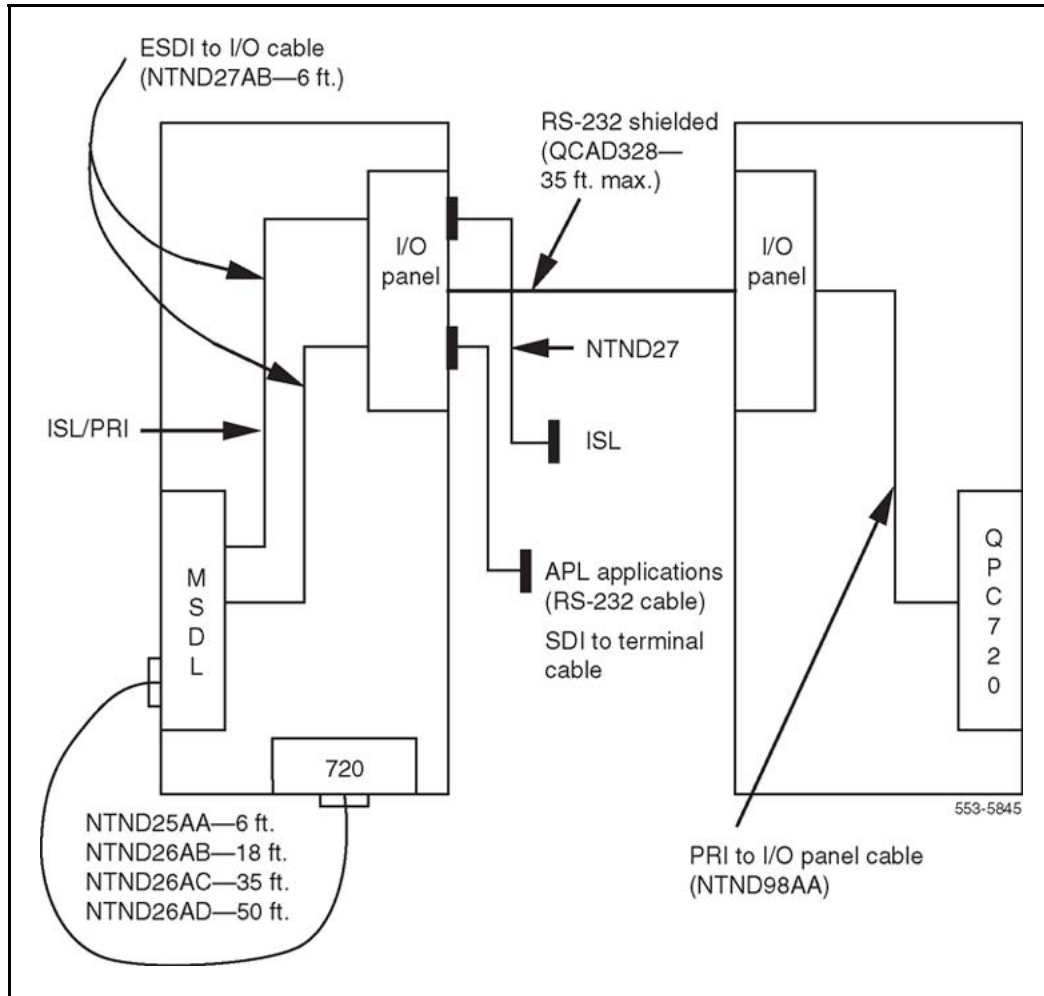 ESDI to I/O cable
(NTND27AB—6 ft.)
RS-232 shielded
(QCAD328—
35 ft. max.)
I/O
panel
I/O
panel
NTND27
ISL/PRI
ISL
M
S
D
L
APL applications
(RS-232 cable)
SDI to terminal
cable
Q
P
C
7
2
0
720
553-5845
NTND25AA—6 ft.
NTND26AB—18 ft.
NTND26AC—35 ft.
NTND26AD—50 ft.
PRI to I/O panel cable
(NTND98AA)